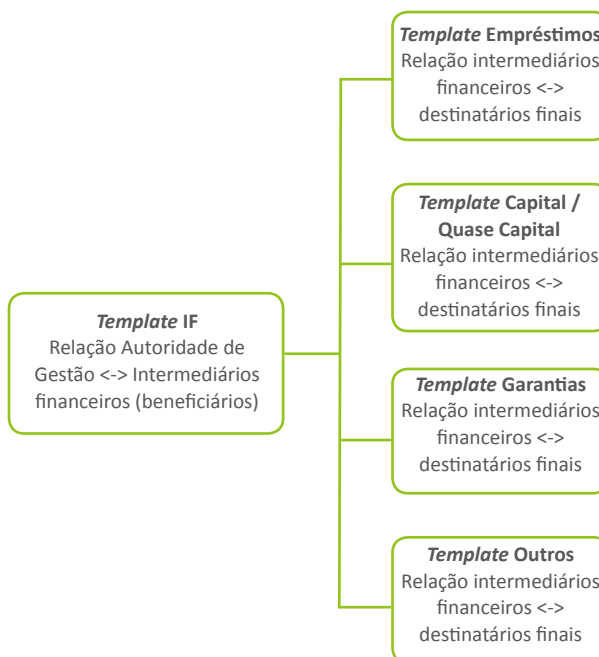 Template Empréstimos
Relação intermediários
financeiros <->
destinatários finais
Template Capital /
Quase Capital
Relação intermediários
financeiros <->
destinatários finais
Template IF
Relação Autoridade de
Gestão <-> Intermediários
financeiros (beneficiários)
Template Garantias
Relação intermediários
financeiros <->
destinatários finais
Template Outros
Relação intermediários
financeiros <->
destinatários finais